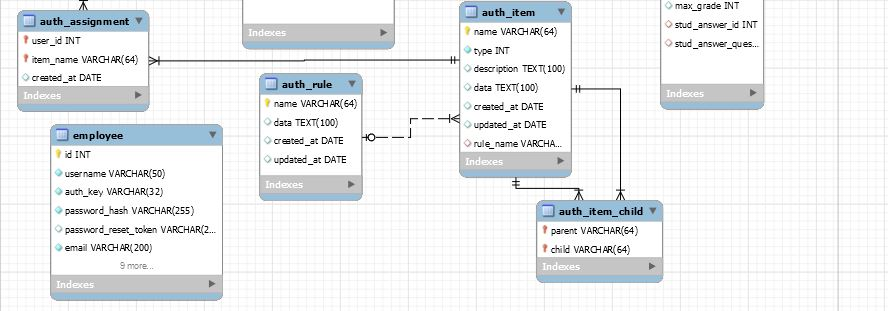 auth_assignment
user_id INT
item_name VARCHAR(64)
created_at DATE
Indexes
Indexes
auth_rule
name VARCHAR(64)
data TEXT(100)
created_at DATE
updated_at DATE
Indexes
auth_item
name VARCHAR(64)
type INT
description TEXT(100)
data TEXT(100)
created_at DATE
updated_at DATE
rule_name VARCHA...
Indexes
max_grade INT
stud_answer_id INT
stud_answer_ques...
Indexes
employee
id INT
username VARCHAR(50)
auth_key VARCHAR(32)
password_hash VARCHAR(255)
password_reset_token VARCHAR(2...
email VARCHAR(200)
9 more...
Indexes
auth_item_child
parent VARCHAR(64)
child VARCHAR(64)
Indexes